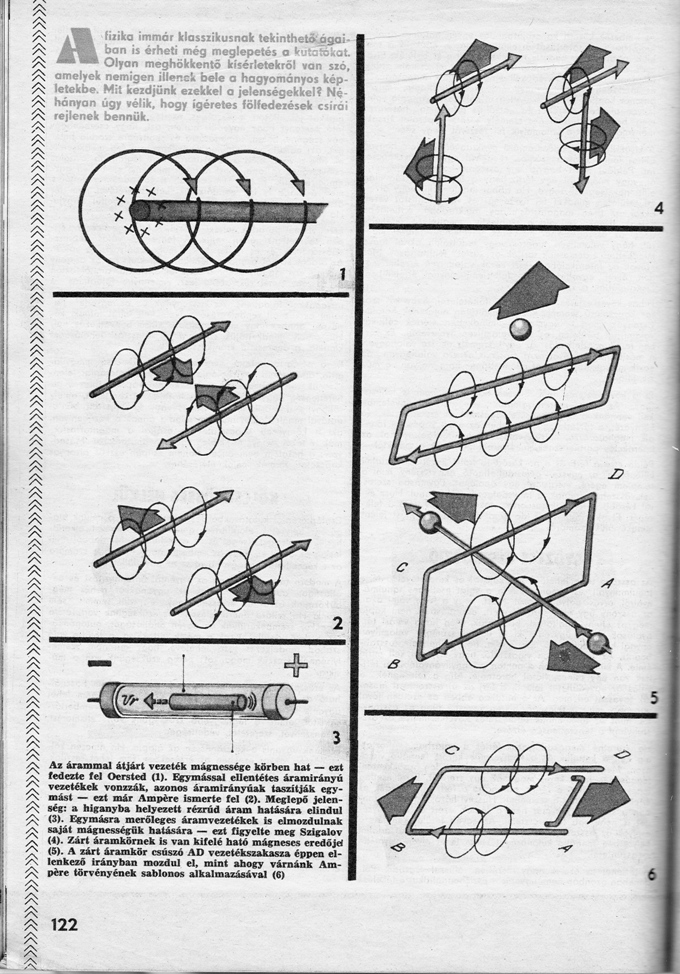 A fizika immár klasszikusnak tekinthető ágai-
ban is érheti még meglepetés a kutatókat.
Olyan meghökkentő kísérletekről van szó,
amelyek nemigen illenek bele a hagyományos kép-
letekbe. Mit kezdjünk ezekkel a jelenségekkel? Né-
hányan úgy vélik, hogy ígéretes fölfedezések csírái
rejlenek bennük.
1
2
− +
Vr
3
Az árammal átjárt vezeték mágnessége körben hat — ezt
fedezte fel Oersted (1). Egymással ellentétes áramirányú
vezetékek vonzzák, azonos áramirányúak taszítják egy-
mást — ezt már Ampère ismerte fel (2). Meglepő jelen-
ség: a higanyba helyezett rézrúd áram hatására elindul
(3). Egymásra merőleges áramvezetékek is elmozdulnak
saját mágnességük hatására — ezt figyelte meg Szigalov
(4). Zárt áramkörnek is van kifelé ható mágneses eredője
(5). A zárt áramkör csúszó AD vezetékszakasza éppen el-
lenkező irányban mozdul el, mint ahogy várnánk Am-
père törvényének sablonos alkalmazásával (6)
122
4
D
C
A
B
5
C
D
B
A
6